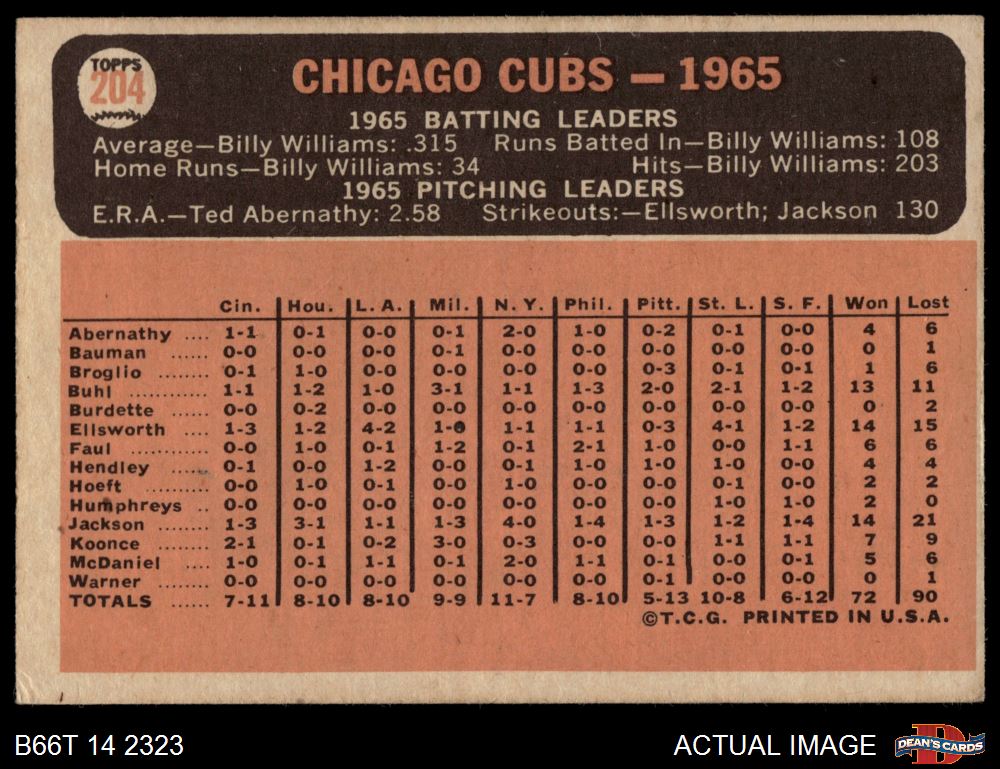 TOPPS
204
CHICAGO CUBS — 1965
1965 BATTING LEADERS
Average—Billy Williams: .315 Runs Batted In—Billy Williams: 108
Home Runs—Billy Williams: 34 Hits—Billy Williams: 203
1965 PITCHING LEADERS
E.R.A.—Ted Abernathy: 2.58 Strikeouts:—Ellsworth; Jackson 130
Cin. Hou. L. A. Mil. N. Y. Phil. Pitt. St. L. S. F. Won Lost
Abernathy .... 1-1 0-1 0-0 0-1 2-0 1-0 0-2 0-1 0-0 4 6
Bauman ...... 0-0 0-0 0-0 0-1 0-0 0-0 0-0 0-0 0-0 0 1
Broglio ........ 0-1 1-0 0-0 0-0 0-0 0-0 0-3 0-1 0-1 1 6
Buhl ........... 1-1 1-2 1-0 3-1 1-1 1-3 2-0 2-1 1-2 13 11
Burdette ...... 0-0 0-2 0-0 0-0 0-0 0-0 0-0 0-0 0-0 0 2
Ellsworth .... 1-3 1-2 4-2 1-0 1-1 1-1 0-3 4-1 1-2 14 15
Faul ........... 0-0 1-0 0-1 1-2 0-1 2-1 1-0 0-0 1-1 6 6
Hendley ...... 0-1 0-0 1-2 0-0 0-1 0-0 1-0 1-0 0-0 4 4
Hoeft ......... 0-0 1-0 0-1 0-0 1-0 0-0 0-0 0-1 0-0 2 2
Humphreys .. 0-0 0-0 0-0 0-0 0-0 0-0 0-0 1-0 1-0 2 0
Jackson ....... 1-3 3-1 1-1 1-3 4-0 1-4 1-3 1-2 1-4 14 21
Koonce ........ 2-1 0-1 0-2 3-0 0-3 0-0 0-0 1-1 1-1 7 9
McDaniel .... 1-0 0-1 1-1 0-1 2-0 1-1 0-1 0-0 0-1 5 6
Warner ........ 0-0 0-0 0-0 0-0 0-0 0-0 0-1 0-0 0-0 0 1
TOTALS ...... 7-11 8-10 8-10 9-9 11-7 8-10 5-13 10-8 6-12 72 90
©T.C.G. PRINTED IN U.S.A.
B66T 14 2323 ACTUAL IMAGE D DEAN'S CARDS